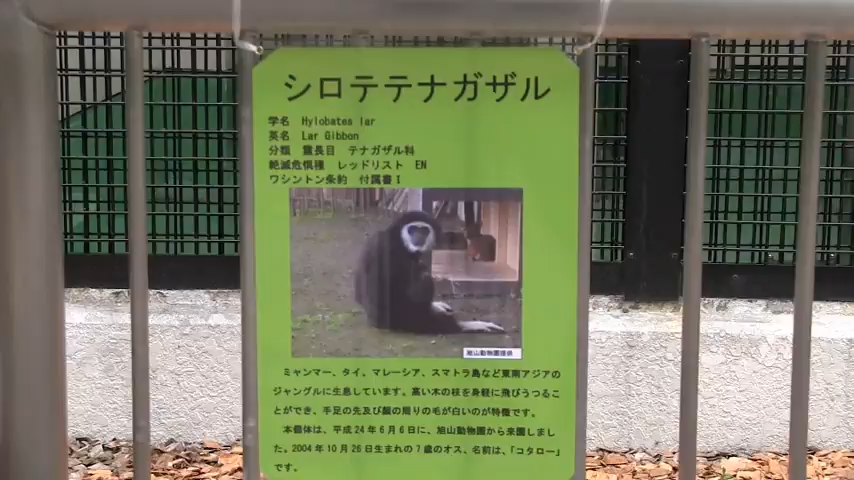 シロテテナガザル
学名 Hylobates lar
英名 Lar Gibbon
分類 霊長目 テナガザル科
絶滅危惧種 レッドリスト EN
ワシントン条約 付属書Ⅰ
旭山動物園提供
ミャンマー、タイ、マレーシア、スマトラ島など東南アジアの
ジャングルに生息しています。高い木の枝を身軽に飛びうつるこ
とができ、手足の先及び顔の周りの毛が白いのが特徴です。
本個体は、平成24年6月6日に、旭山動物園から来園しまし
た。2004年10月26日生まれの7歳のオス、名前は、「コタロー」
です。